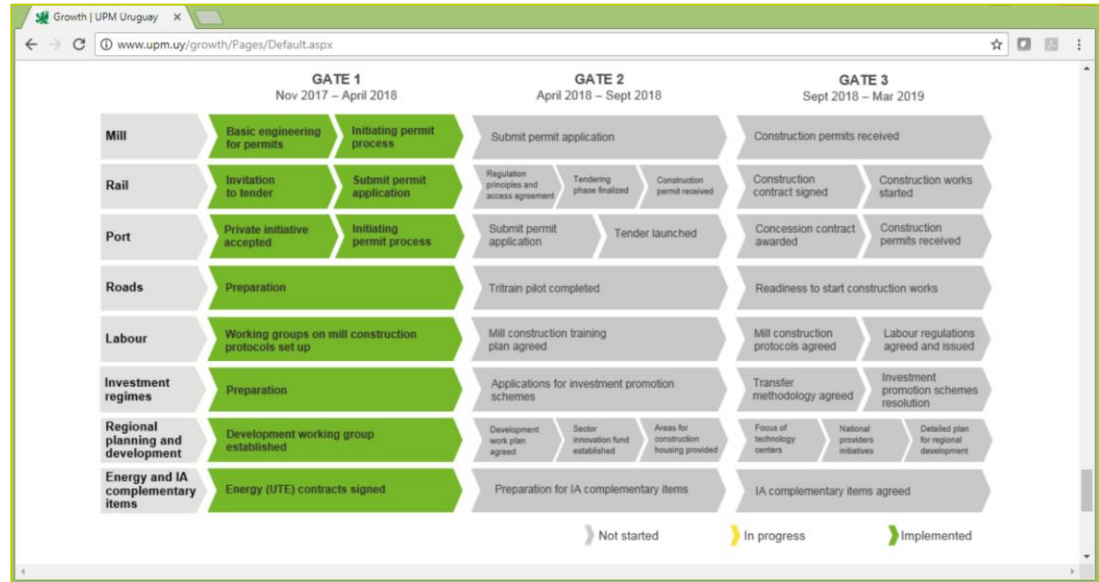 Growth | UPM Uruguay
www.upm.uy/growth/Pages/Default.aspx
GATE 1
Nov 2017 – April 2018
GATE 2
April 2018 – Sept 2018
GATE 3
Sept 2018 – Mar 2019
Mill
Basic engineering
for permits
Initiating permit
process
Submit permit application
Construction permits received
Rail
Invitation
to tender
Submit permit
application
Regulation
principles and
access agreement
Tendering
phase finalized
Construction
permit received
Construction
contract signed
Construction works
started
Port
Private initiative
accepted
Initiating
permit process
Submit permit
application
Tender launched
Concession contract
awarded
Construction
permits received
Roads
Preparation
Tritrain pilot completed
Readiness to start construction works
Labour
Working groups on mill construction
protocols set up
Mill construction training
plan agreed
Mill construction
protocols agreed
Labour regulations
agreed and issued
Investment
regimes
Preparation
Applications for investment promotion
schemes
Transfer
methodology agreed
Investment
promotion schemes
resolution
Regional
planning and
development
Development working group
established
Development
work plan
agreed
Sector
innovation fund
established
Areas for
construction
housing provided
Focus of
technology
centers
National
providers
initiatives
Detailed plan
for regional
development
Energy and IA
complementary
items
Energy (UTE) contracts signed
Preparation for IA complementary items
IA complementary items agreed
Not started
In progress
Implemented